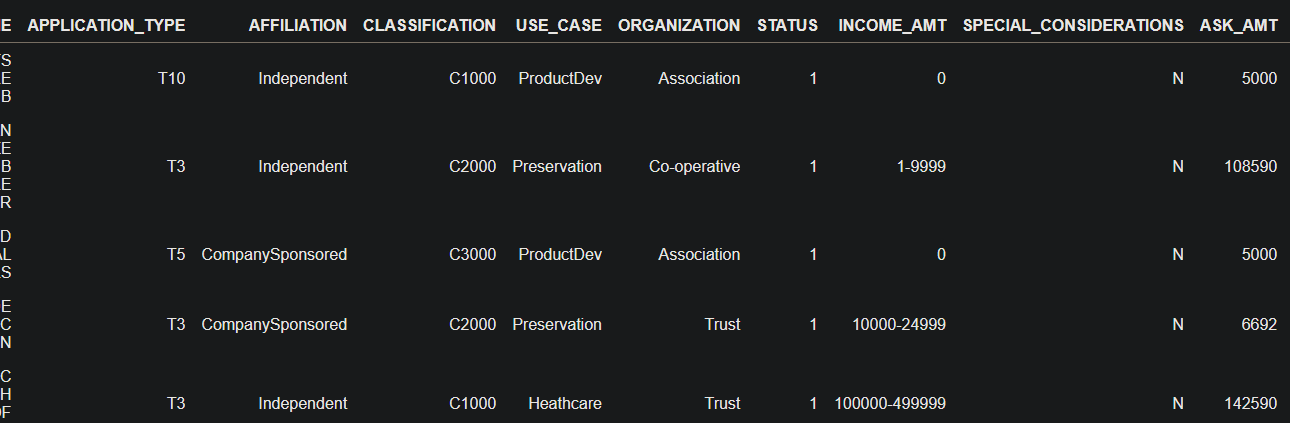 E APPLICATION_TYPE AFFILIATION CLASSIFICATION USE_CASE ORGANIZATION STATUS INCOME_AMT SPECIAL_CONSIDERATIONS ASK_AMT
S
E T10 Independent C1000 ProductDev Association 1 0 N 5000
B
N
E
B T3 Independent C2000 Preservation Co-operative 1 1-9999 N 108590
E
R
D
AL T5 CompanySponsored C3000 ProductDev Association 1 0 N 5000
S
E
C T3 CompanySponsored C2000 Preservation Trust 1 10000-24999 N 6692
N
C
H T3 Independent C1000 Heathcare Trust 1 100000-499999 N 142590
OF